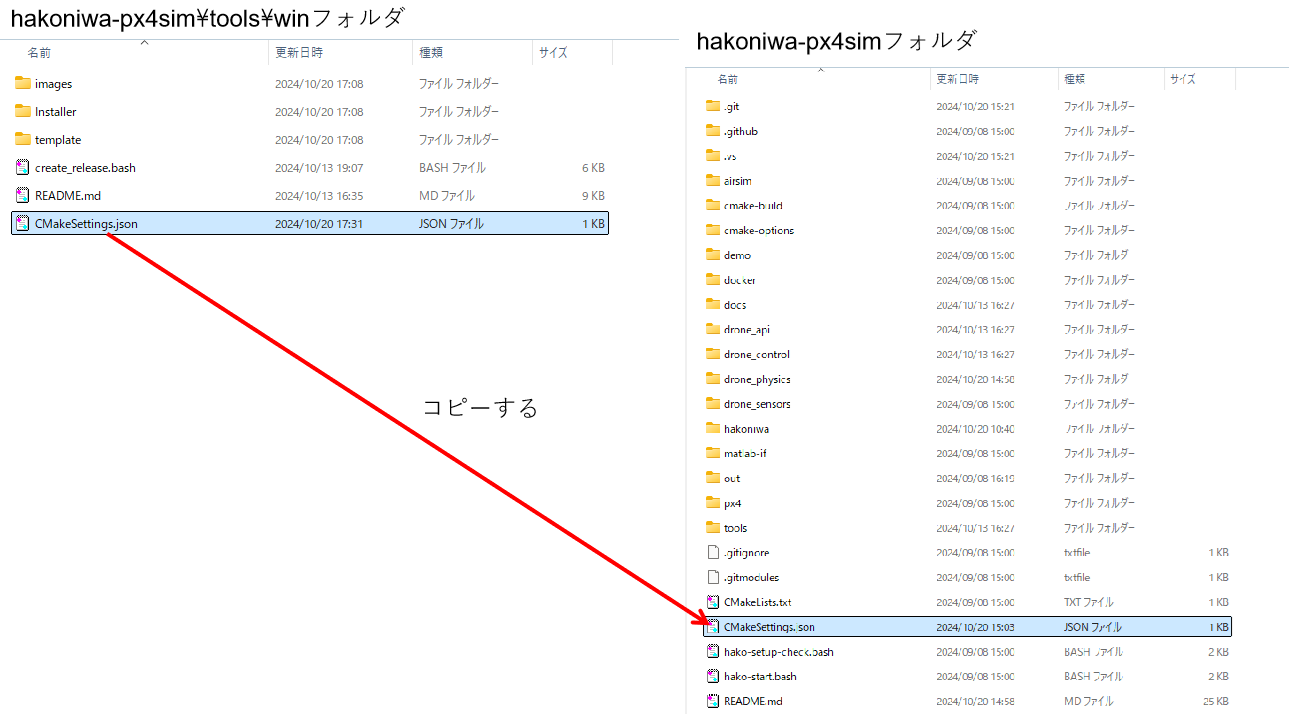 hakoniwa-px4sim¥tools¥winフォルダ
名前 更新日時 種類 サイズ
images 2024/10/20 17:08 ファイル フォルダー
Installer 2024/10/20 17:08 ファイル フォルダー
template 2024/10/20 17:08 ファイル フォルダー
create_release.bash 2024/10/13 19:07 BASH ファイル 6 KB
README.md 2024/10/13 16:35 MD ファイル 9 KB
CMakeSettings.json 2024/10/20 17:31 JSON ファイル 1 KB
コピーする
hakoniwa-px4simフォルダ
名前 更新日時 種類 サイズ
.git 2024/10/20 15:21 ファイル フォルダー
.github 2024/09/08 15:00 ファイル フォルダー
.vs 2024/10/20 15:21 ファイル フォルダー
airsim 2024/09/08 15:00 ファイル フォルダー
cmake-build 2024/09/08 15:00 ファイル フォルダー
cmake-options 2024/09/08 15:00 ファイル フォルダー
demo 2024/09/08 15:00 ファイル フォルダ
docker 2024/09/08 15:00 ファイル フォルダー
docs 2024/10/13 16:27 ファイル フォルダー
drone_api 2024/10/13 16:27 ファイル フォルダー
drone_control 2024/10/13 16:27 ファイル フォルダー
drone_physics 2024/10/20 14:58 ファイル フォルダ
drone_sensors 2024/09/08 15:00 ファイル フォルダー
hakoniwa 2024/10/20 10:40 ファイル フォルダー
matlab-if 2024/09/08 15:00 ファイル フォルダー
out 2024/09/08 16:19 ファイル フォルダー
px4 2024/09/08 15:00 ファイル フォルダー
tools 2024/10/13 16:27 ファイル フォルダー
.gitignore 2024/09/08 15:00 txtfile 1 KB
.gitmodules 2024/09/08 15:00 txtfile 1 KB
CMakeLists.txt 2024/09/08 15:00 TXT ファイル 1 KB
CMakeSettings.json 2024/10/20 15:03 JSON ファイル 1 KB
hako-setup-check.bash 2024/09/08 15:00 BASH ファイル 2 KB
hako-start.bash 2024/09/08 15:00 BASH ファイル 2 KB
README.md 2024/10/20 14:58 MD ファイル 25 KB